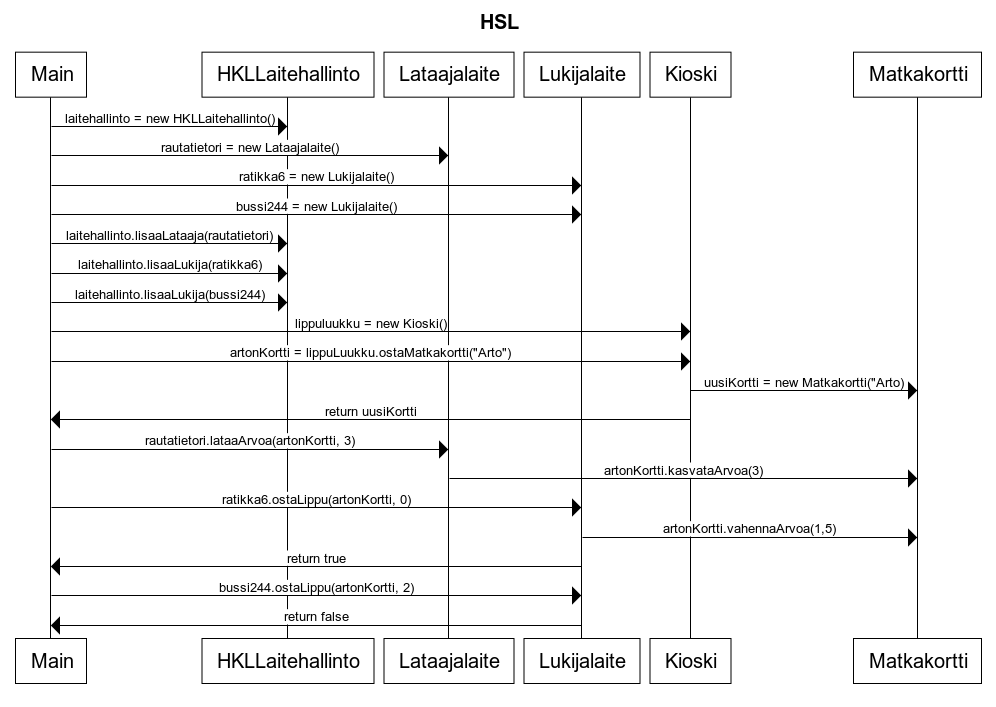 HSL
Main HKLLaitehallinto Lataajalaite Lukijalaite Kioski Matkakortti
laitehallinto = new HKLLaitehallinto()
rautatietori = new Lataajalaite()
ratikka6 = new Lukijalaite()
bussi244 = new Lukijalaite()
laitehallinto.lisaaLataaja(rautatietori)
laitehallinto.lisaaLukija(ratikka6)
laitehallinto.lisaaLukija(bussi244)
lippuluukku = new Kioski()
artonKortti = lippuLuukku.ostaMatkakortti("Arto")
uusiKortti = new Matkakortti("Arto)
return uusiKortti
rautatietori.lataaArvoa(artonKortti, 3)
artonKortti.kasvataArvoa(3)
ratikka6.ostaLippu(artonKortti, 0)
artonKortti.vahennaArvoa(1,5)
return true
bussi244.ostaLippu(artonKortti, 2)
return false
Main HKLLaitehallinto Lataajalaite Lukijalaite Kioski Matkakortti